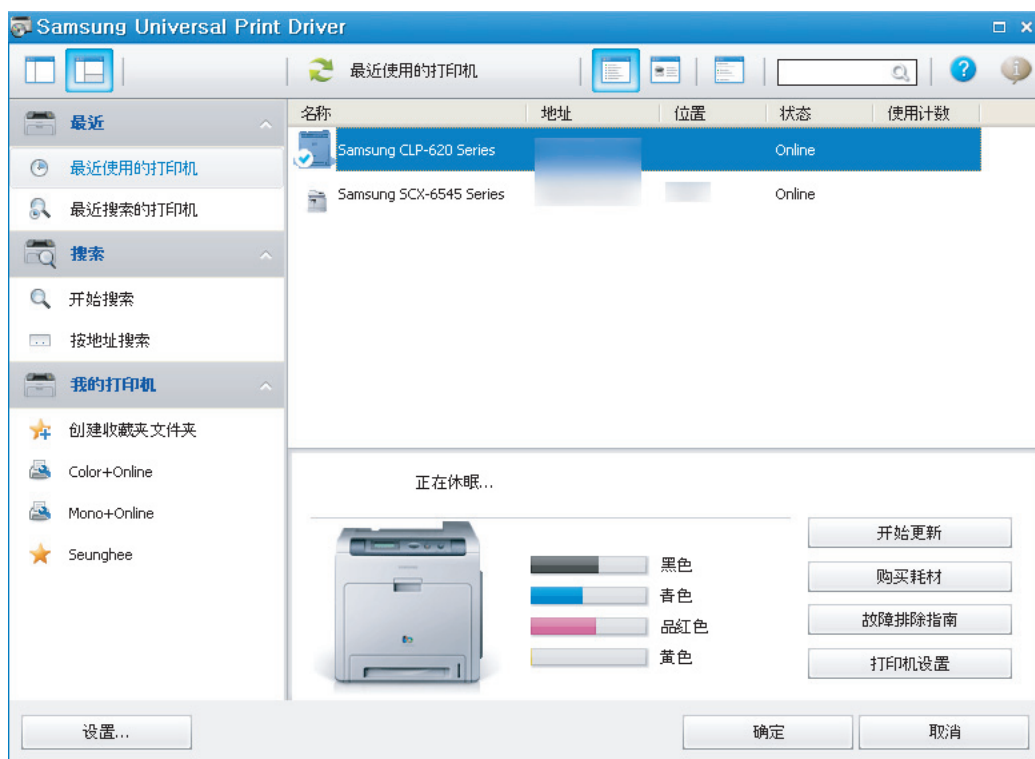 Samsung Universal Print Driver
最近使用的打印机
最近
最近使用的打印机
最近搜索的打印机
搜索
开始搜索
按地址搜索
我的打印机
创建收藏夹文件夹
Color+Online
Mono+Online
Seunghee
名称 地址 位置 状态 使用计数
Samsung CLP-620 Series Online
Samsung SCX-6545 Series Online
正在休眠...
黑色
青色
品红色
黄色
开始更新
购买耗材
故障排除指南
打印机设置
设置...
确定
取消